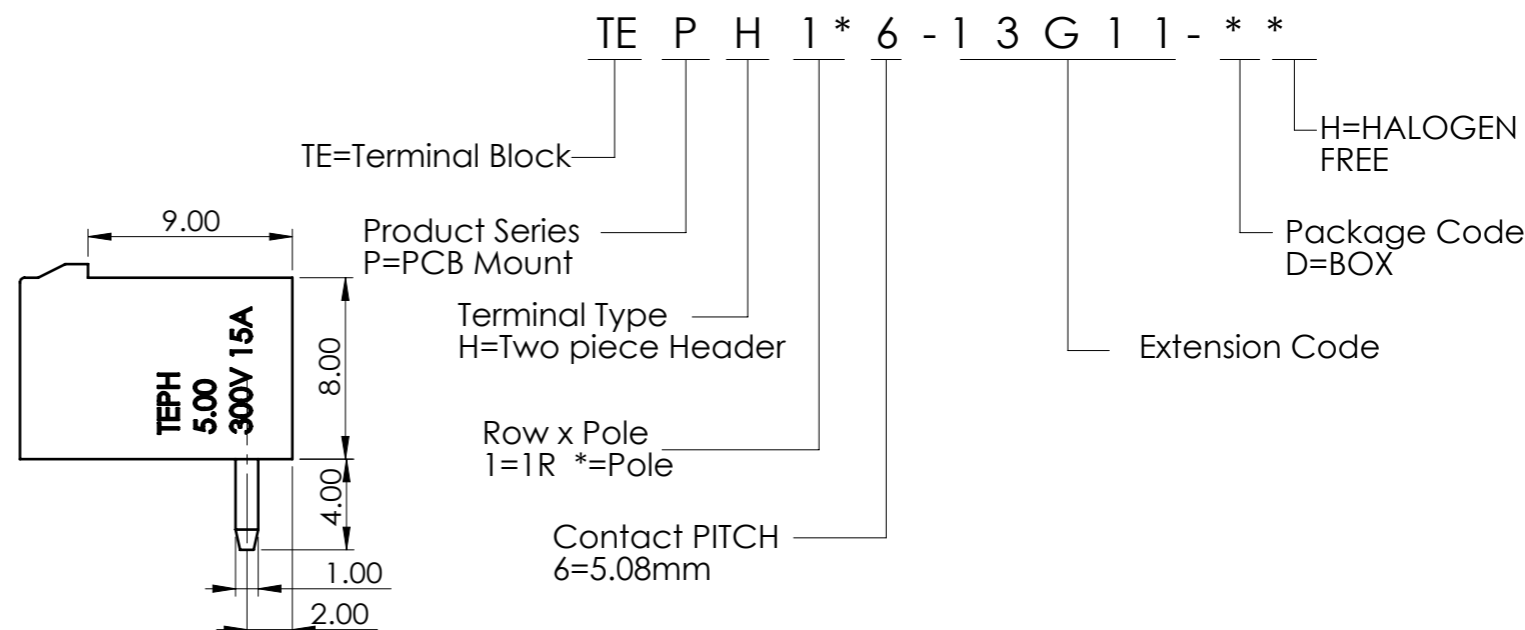 TE P H 1 * 6 - 1 3 G 1 1 - * *
H=HALOGEN
FREE
TE=Terminal Block
9.00
Product Series
P=PCB Mount
Package Code
D=BOX
Terminal Type
H=Two piece Header
Extension Code
TEPH
5.00
300V 15A
8.00
Row x Pole
1=1R *=Pole
4.00
Contact PITCH
6=5.08mm
1.00
2.00